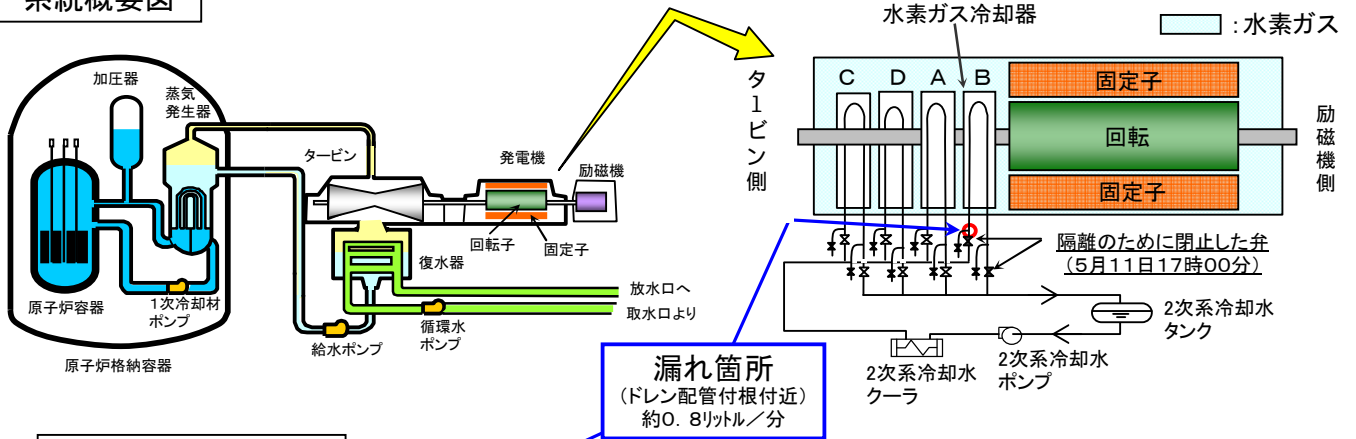 系統概要図
加圧器
蒸気
発生器
タービン
発電機
励磁機
回転子
固定子
復水器
原子炉容器
1次冷却材
ポンプ
給水ポンプ
循環水
ポンプ
放水口へ
取水口より
原子炉格納容器
水素ガス冷却器
：水素ガス
タービン側
C
D
A
B
固定子
回転
固定子
励磁機側
隔離のために閉止した弁
（5月11日17時00分）
2次系冷却水
タンク
2次系冷却水
ポンプ
2次系冷却水
クーラ
漏れ箇所
（ドレン配管付根付近）
約0．8リットル／分